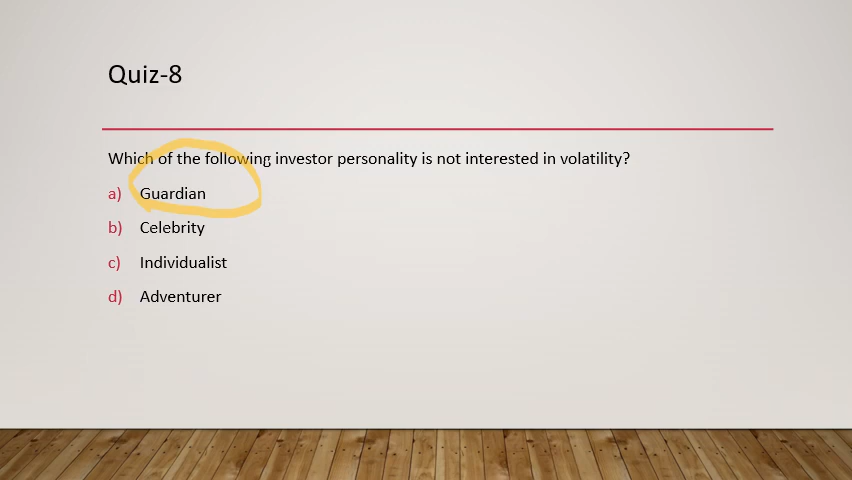 Quiz-8
Which of the following investor personality is not interested in volatility?
a) Guardian
b) Celebrity
c) Individualist
d) Adventurer